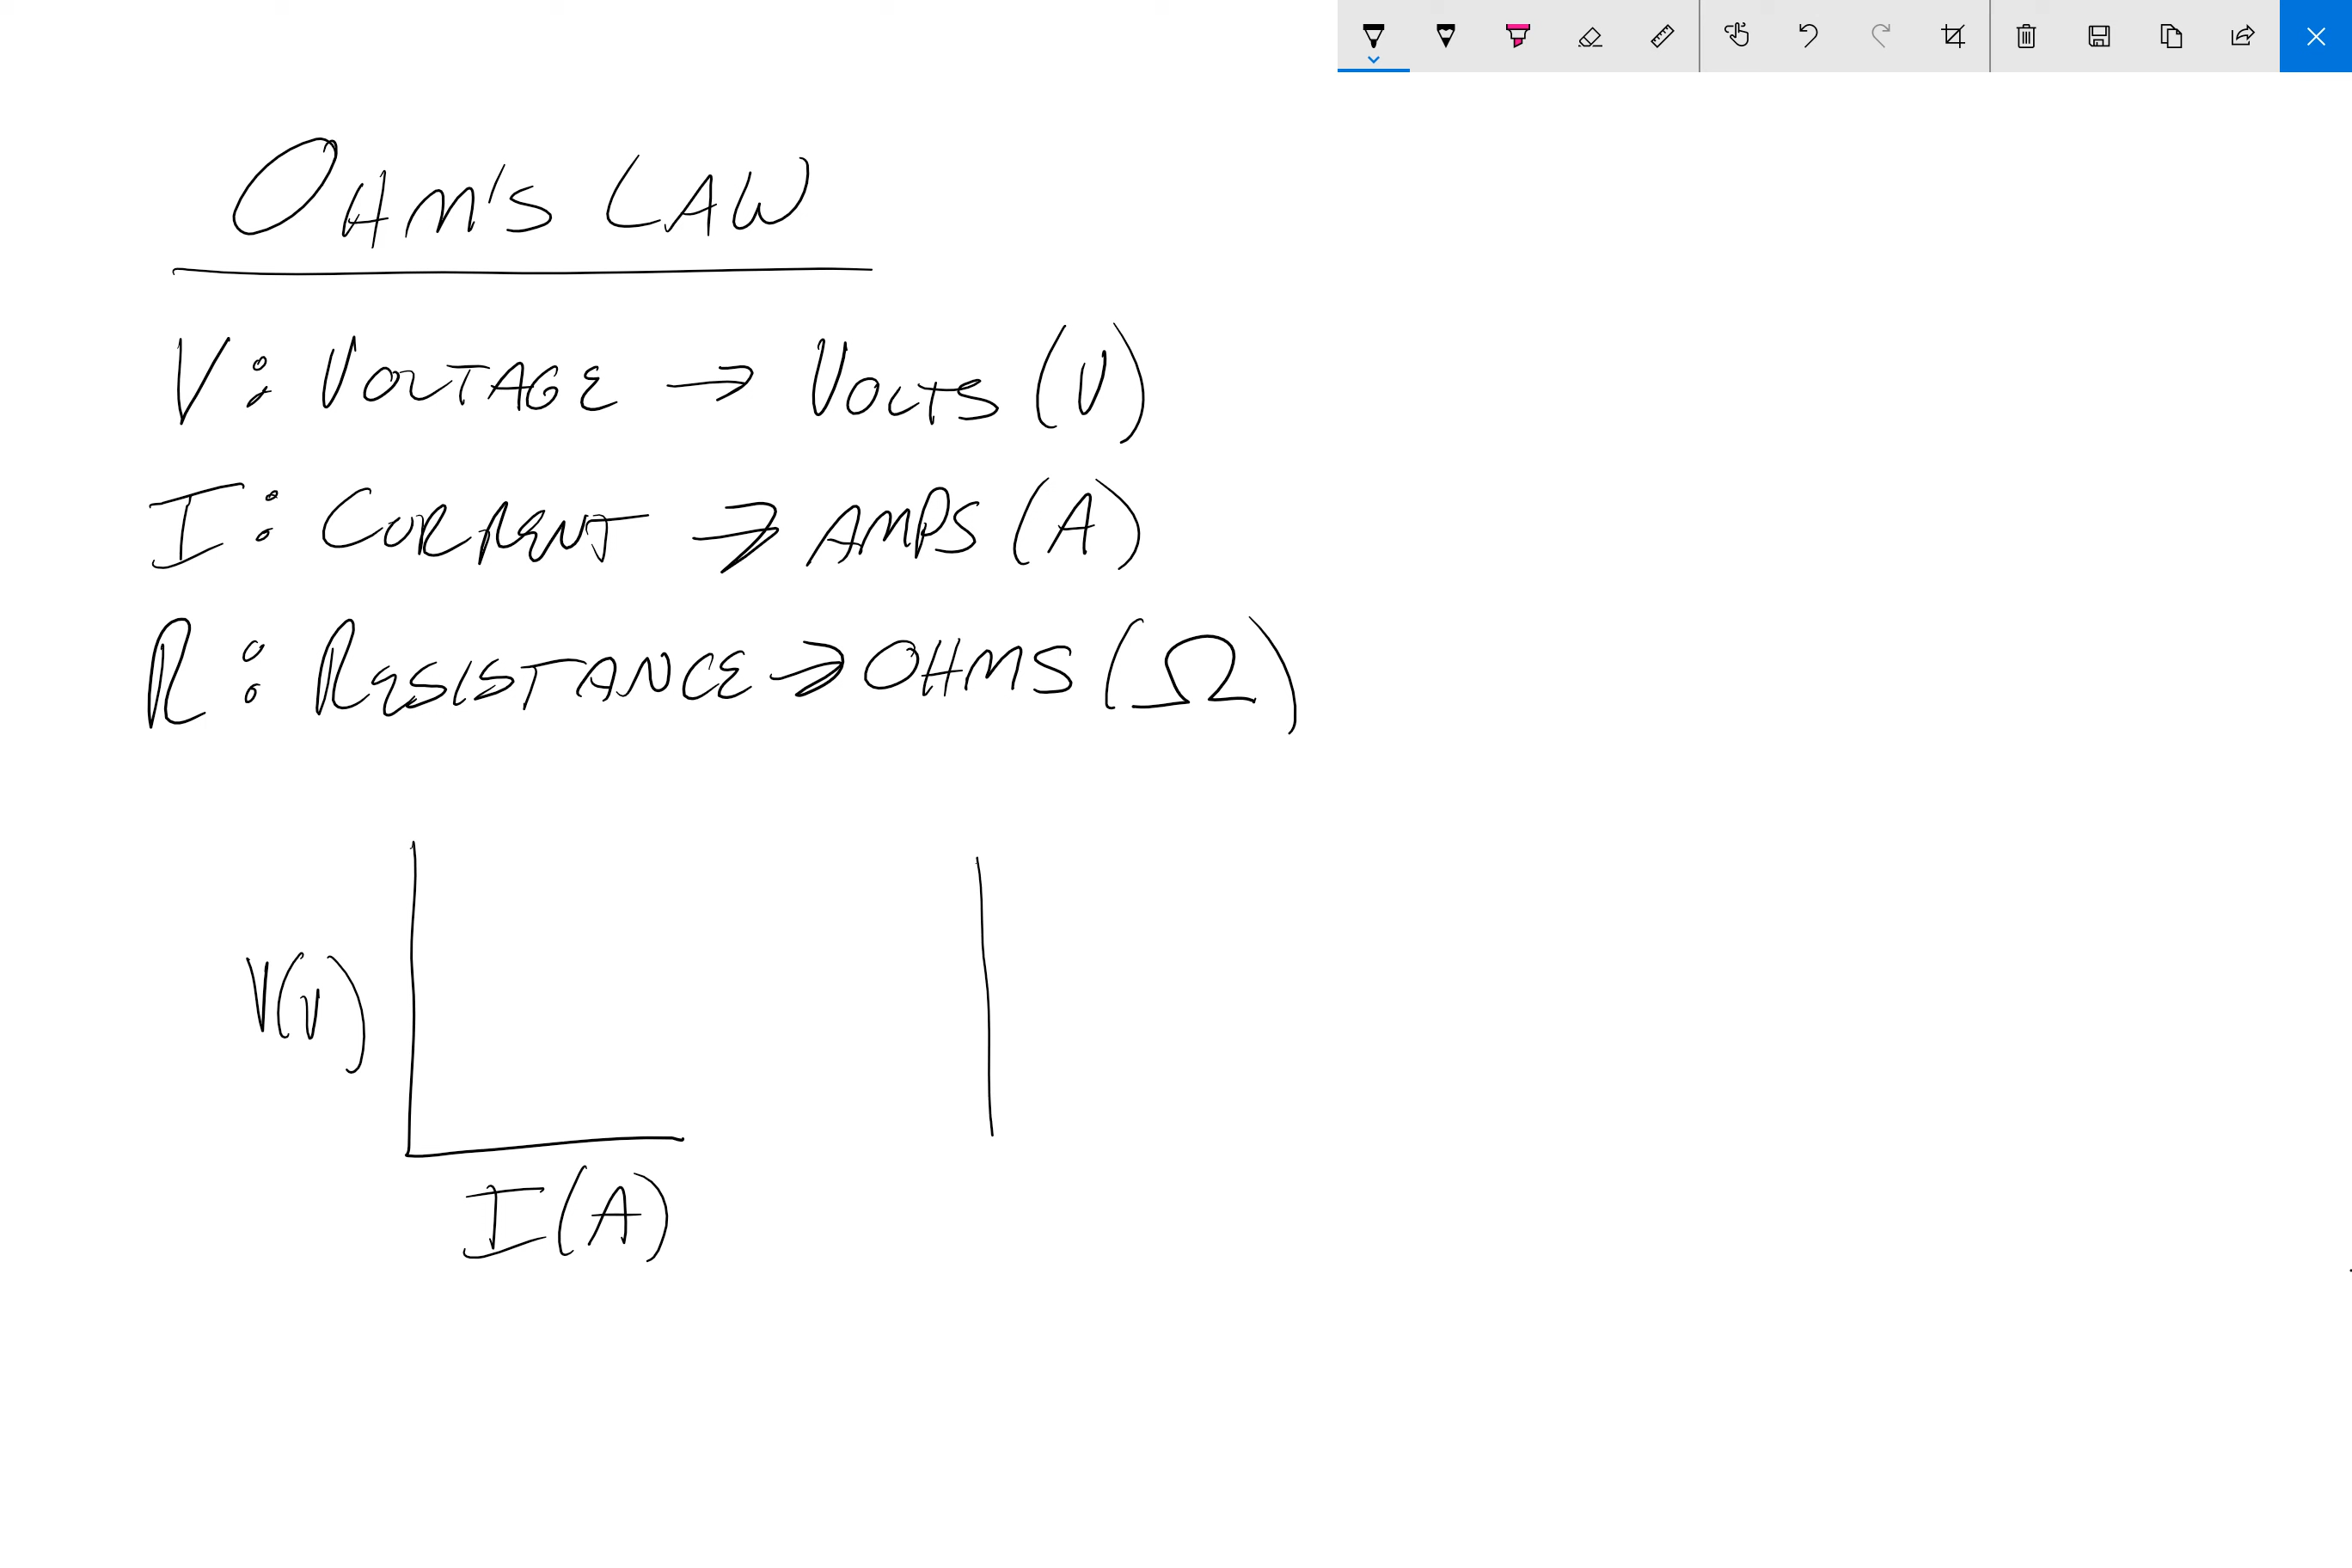 OHM'S LAW
V: VOLTAGE → VOLTS (V)
I: CURRENT → AMPS (A)
R: RESISTANCE → OHMS (Ω)
V(V)
I(A)